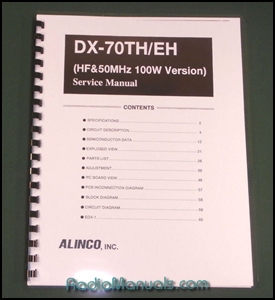 DX-70TH/EH
(HF&50MHz 100W Version)
Service Manual
CONTENTS
SPECIFICATIONS
CIRCUIT DESCRIPTION
SEMICONDUCTOR DATA
EXPLODED VIEW
PARTS LIST
ADJUSTMENT
PC BOARD VIEW
PCB INCONNECTION DIAGRAM
BLOCK DIAGRAM
CIRCUIT DIAGRAM
ALINCO, INC.
RadioManuals.com